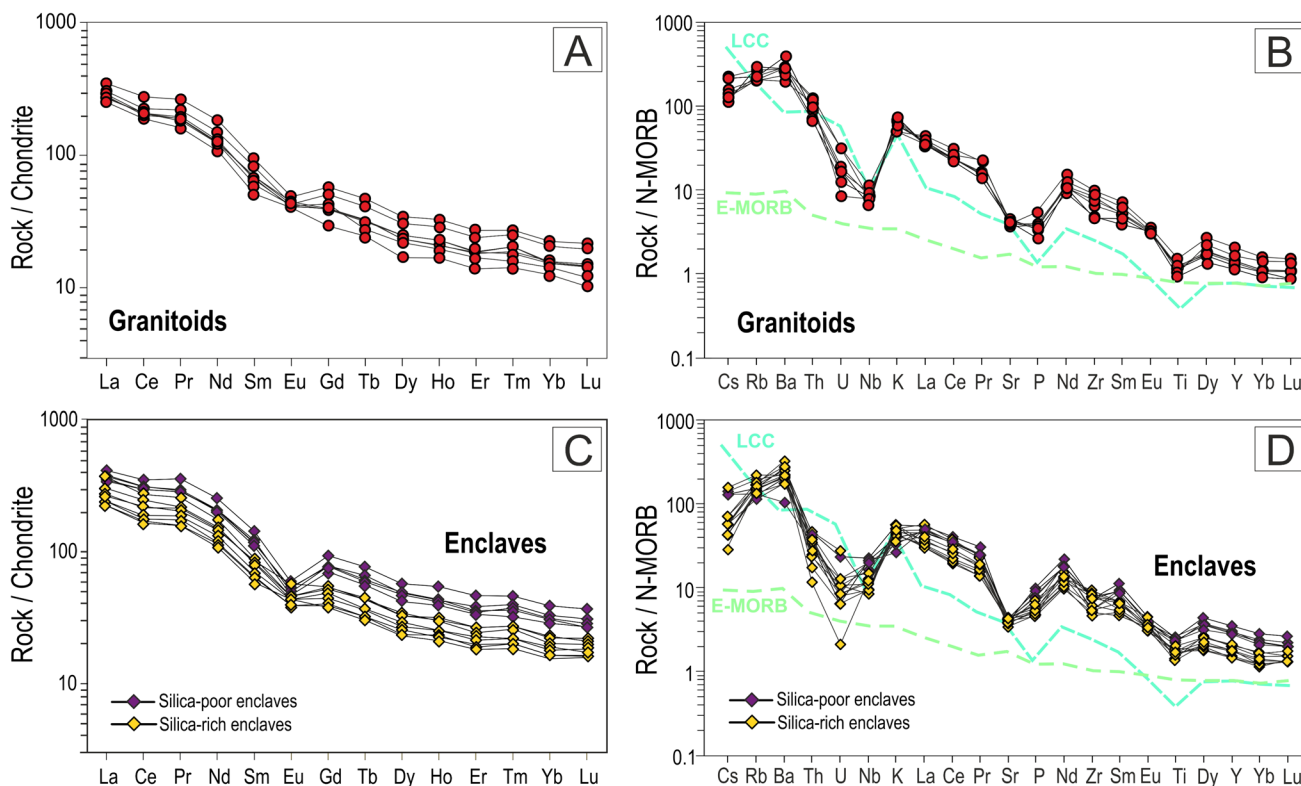 A
Rock / Chondrite
1000
100
10
Granitoids
La Ce Pr Nd Sm Eu Gd Tb Dy Ho Er Tm Yb Lu
B
Rock / N-MORB
1000
100
10
1
0.1
LCC
E-MORB
Granitoids
Cs Rb Ba Th U Nb K La Ce Pr Sr P Nd Zr Sm Eu Ti Dy Y Yb Lu
C
Rock / Chondrite
1000
100
10
Enclaves
Silica-poor enclaves
Silica-rich enclaves
La Ce Pr Nd Sm Eu Gd Tb Dy Ho Er Tm Yb Lu
D
Rock / N-MORB
1000
100
10
1
0.1
LCC
E-MORB
Enclaves
Silica-poor enclaves
Silica-rich enclaves
Cs Rb Ba Th U Nb K La Ce Pr Sr P Nd Zr Sm Eu Ti Dy Y Yb Lu